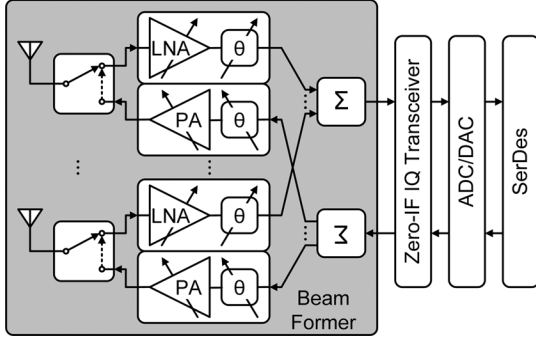 LNA
θ
PA
θ
Σ
LNA
θ
PA
θ
Σ
Beam
Former
Zero-IF IQ Transceiver
ADC/DAC
SerDes